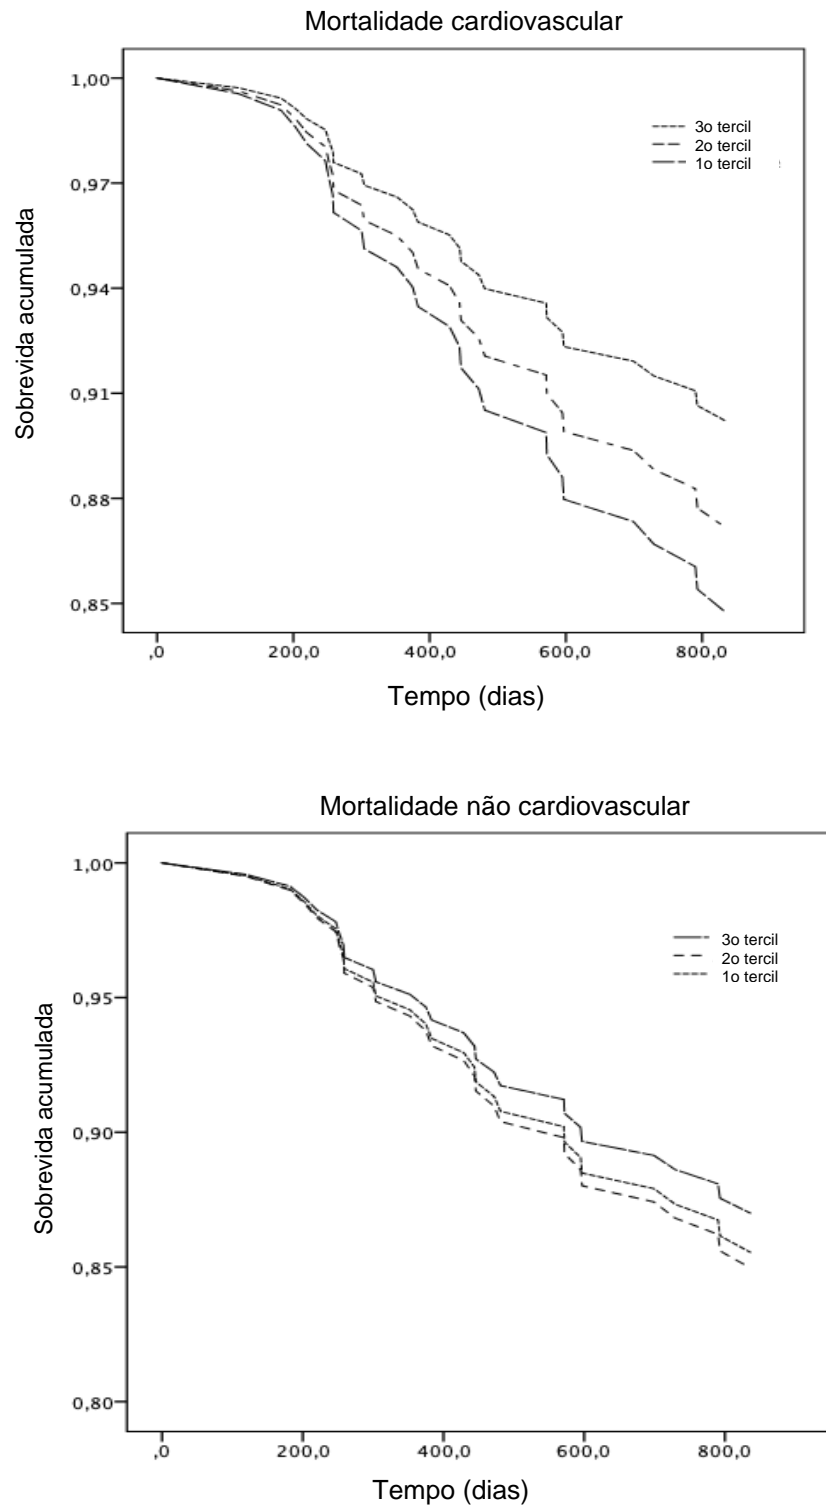 Mortalidade cardiovascular
1,00
3o tercil
2o tercil
1o tercil
0,97
0,94
0,91
0,88
0,85
Sobrevida acumulada
,0 200,0 400,0 600,0 800,0
Tempo (dias)
Mortalidade não cardiovascular
1,00
3o tercil
2o tercil
1o tercil
0,95
0,90
0,85
0,80
Sobrevida acumulada
,0 200,0 400,0 600,0 800,0
Tempo (dias)